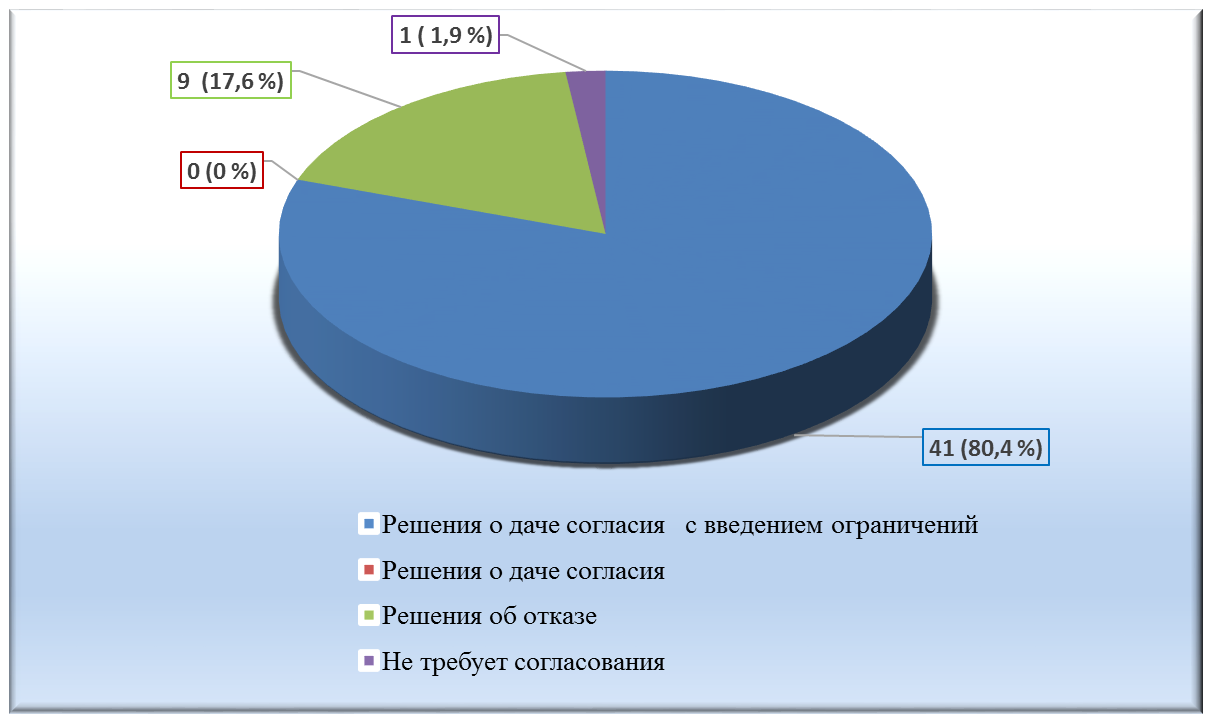 1 ( 1,9 %)
9 (17,6 %)
0 (0 %)
41 (80,4 %)
Решения о даче согласия с введением ограничений
Решения о даче согласия
Решения об отказе
Не требует согласования